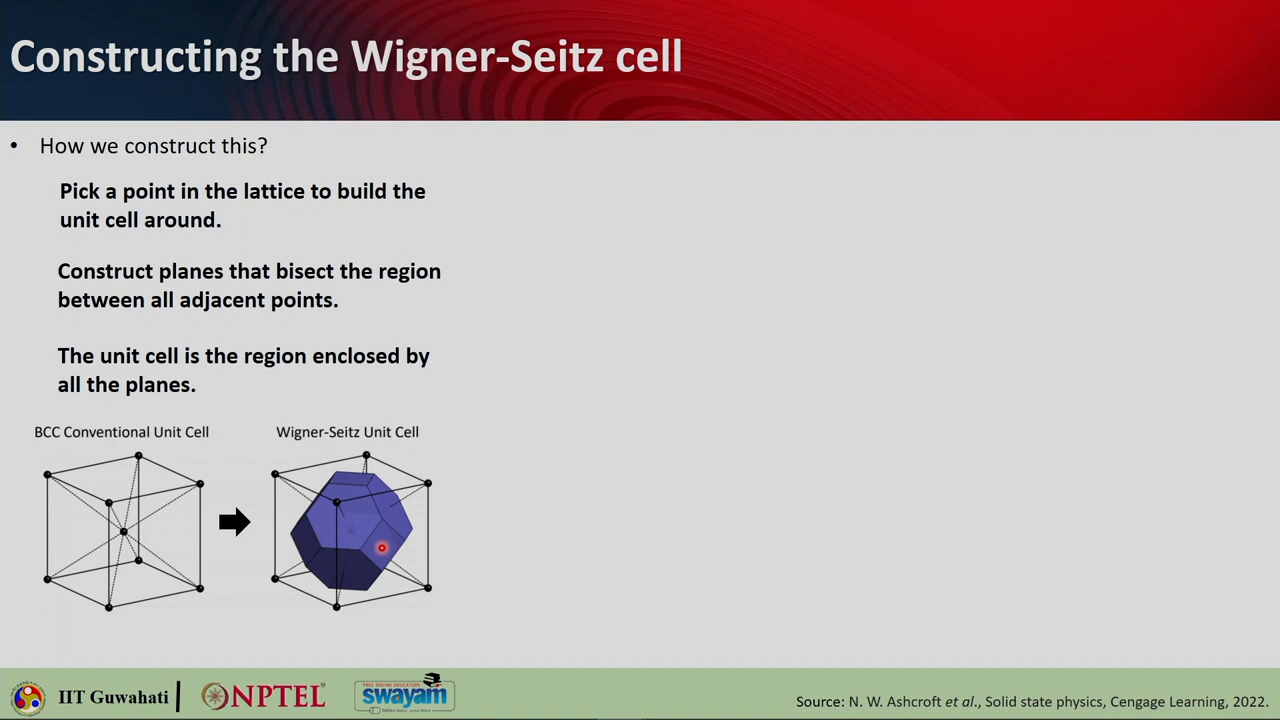 Constructing the Wigner-Seitz cell
• How we construct this?
Pick a point in the lattice to build the
unit cell around.
Construct planes that bisect the region
between all adjacent points.
The unit cell is the region enclosed by
all the planes.
BCC Conventional Unit Cell
Wigner-Seitz Unit Cell
IIT Guwahati
NPTEL
FREE ONLINE EDUCATION
swayam
Source: N. W. Ashcroft et al., Solid state physics, Cengage Learning, 2022.